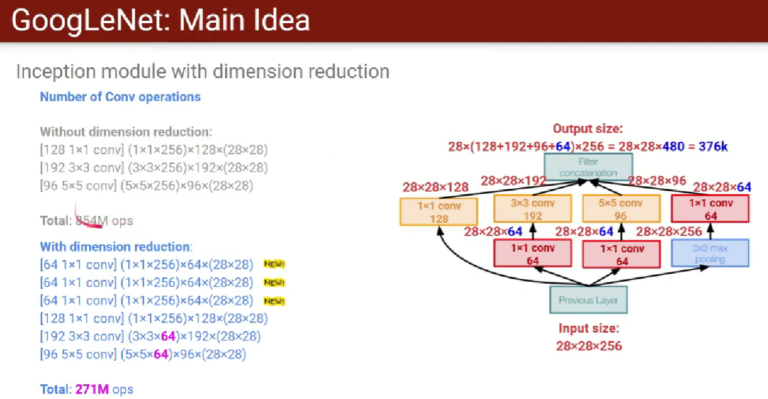 GoogLeNet: Main Idea
Inception module with dimension reduction
Number of Conv operations
Without dimension reduction:
[128 1×1 conv] (1×1×256)×128×(28×28)
[192 3×3 conv] (3×3×256)×192×(28×28)
[96 5×5 conv] (5×5×256)×96×(28×28)
Total: 854M ops
With dimension reduction:
[64 1×1 conv] (1×1×256)×64×(28×28) NEW!
[64 1×1 conv] (1×1×256)×64×(28×28) NEW!
[64 1×1 conv] (1×1×256)×64×(28×28) NEW!
[128 1×1 conv] (1×1×256)×128×(28×28)
[192 3×3 conv] (3×3×64)×192×(28×28)
[96 5×5 conv] (5×5×64)×96×(28×28)
Total: 271M ops
Output size:
28×(128+192+96+64)×256 = 28×28×480 = 376k
Filter
concatenation
28×28×128 28×28×192 28×28×96 28×28×64
1×1 conv
128
3×3 conv
192
5×5 conv
96
1×1 conv
64
28×28×64 28×28×64 28×28×256
1×1 conv
64
1×1 conv
64
3x3 max
pooling
Previous Layer
Input size:
28×28×256